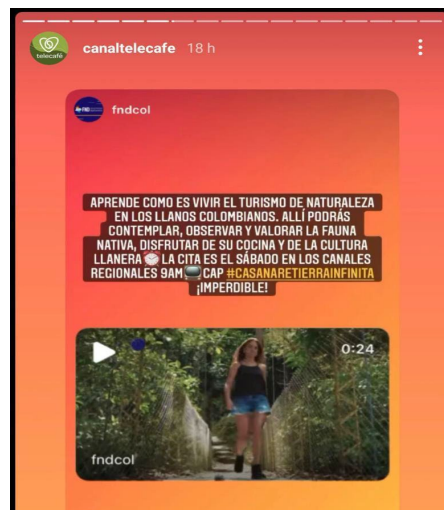 telecafé
canaltelecafe 18 h
fndcol
APRENDE COMO ES VIVIR EL TURISMO DE NATURALEZA
EN LOS LLANOS COLOMBIANOS. ALLÍ PODRÁS
CONTEMPLAR, OBSERVAR Y VALORAR LA FAUNA
NATIVA, DISFRUTAR DE SU COCINA Y DE LA CULTURA
LLANERA⏰LA CITA ES EL SÁBADO EN LOS CANALES
REGIONALES 9AM📺CAP #CASANARETIERRAINFINITA
¡IMPERDIBLE!
0:24
fndcol